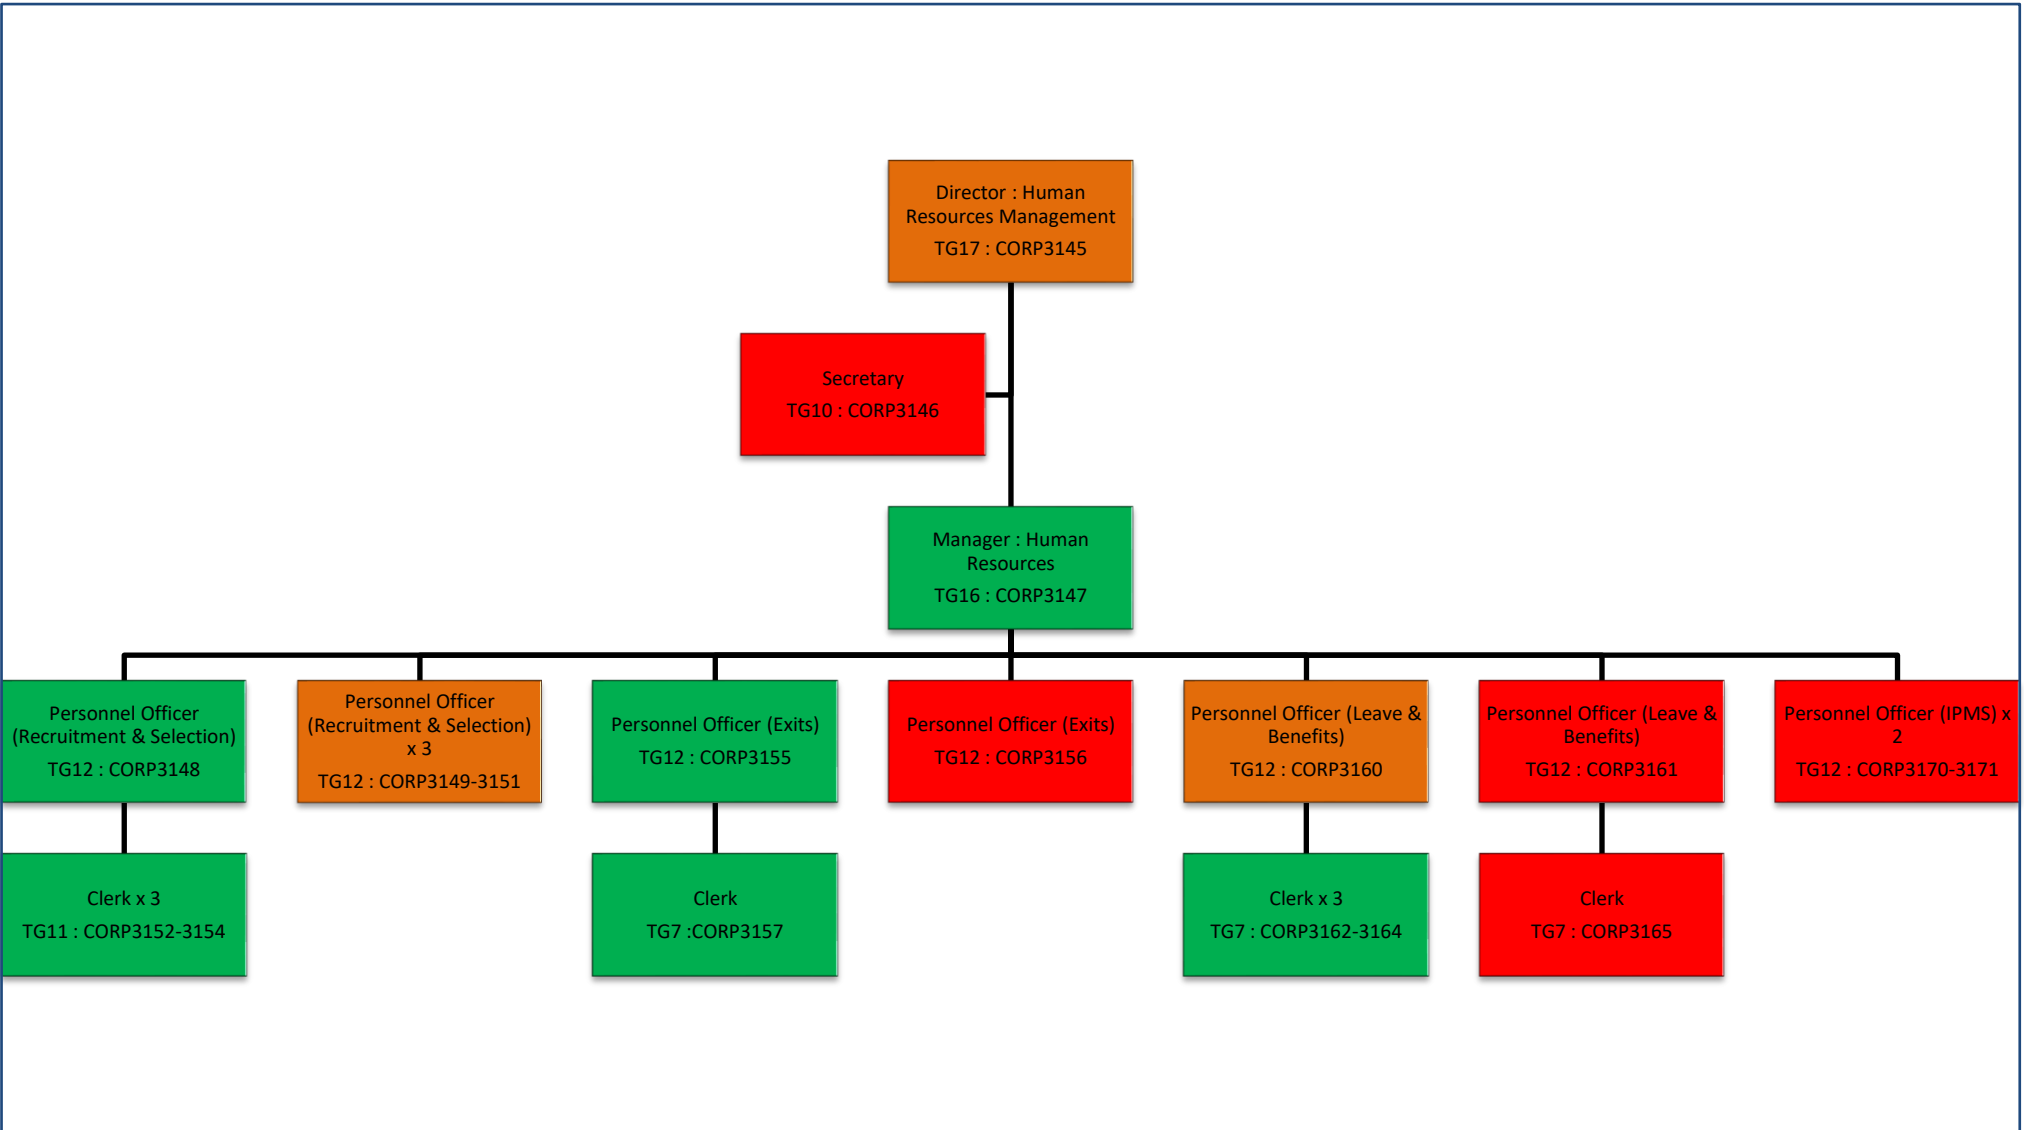 Director : Human
Resources Management
TG17 : CORP3145
Secretary
TG10 : CORP3146
Manager : Human
Resources
TG16 : CORP3147
Personnel Officer
(Recruitment & Selection)
TG12 : CORP3148
Personnel Officer
(Recruitment & Selection)
x 3
TG12 : CORP3149-3151
Personnel Officer (Exits)
TG12 : CORP3155
Personnel Officer (Exits)
TG12 : CORP3156
Personnel Officer (Leave &
Benefits)
TG12 : CORP3160
Personnel Officer (Leave &
Benefits)
TG12 : CORP3161
Personnel Officer (IPMS) x
2
TG12 : CORP3170-3171
Clerk x 3
TG11 : CORP3152-3154
Clerk
TG7 :CORP3157
Clerk x 3
TG7 : CORP3162-3164
Clerk
TG7 : CORP3165